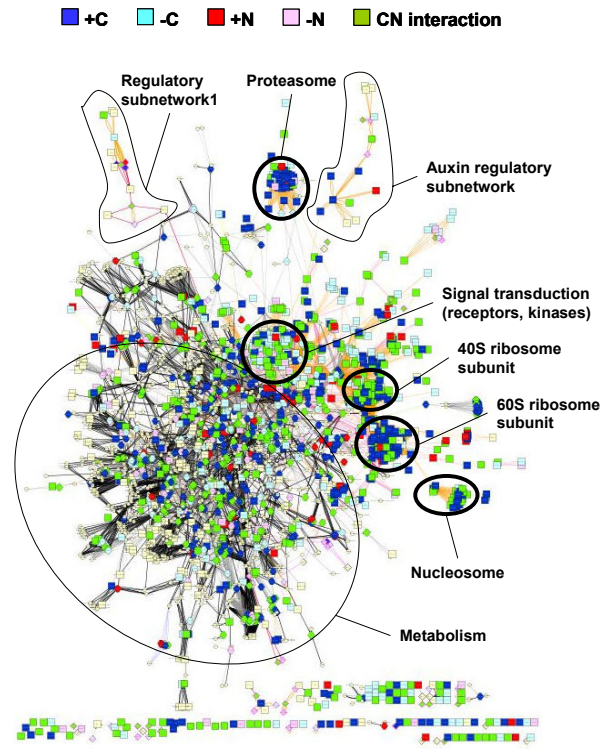 +C -C +N -N CN interaction
Regulatory
subnetwork1
Proteasome
Auxin regulatory
subnetwork
Signal transduction
(receptors, kinases)
40S ribosome
subunit
60S ribosome
subunit
Nucleosome
Metabolism